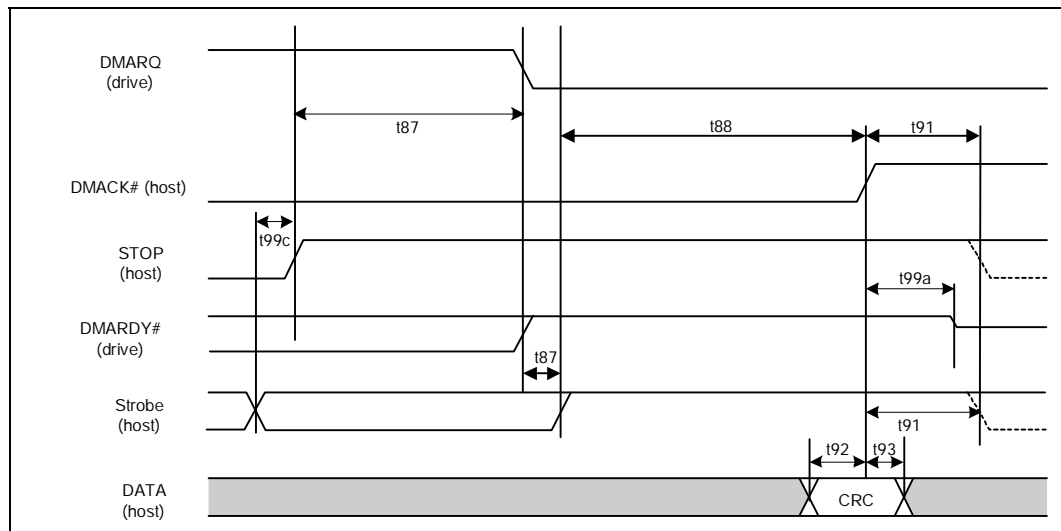 DMARQ
(drive)
t87
t88
t91
DMACK# (host)
t99c
STOP
(host)
t99a
DMARDY#
(drive)
t87
Strobe
(host)
t91
t92
t93
DATA
(host)
CRC